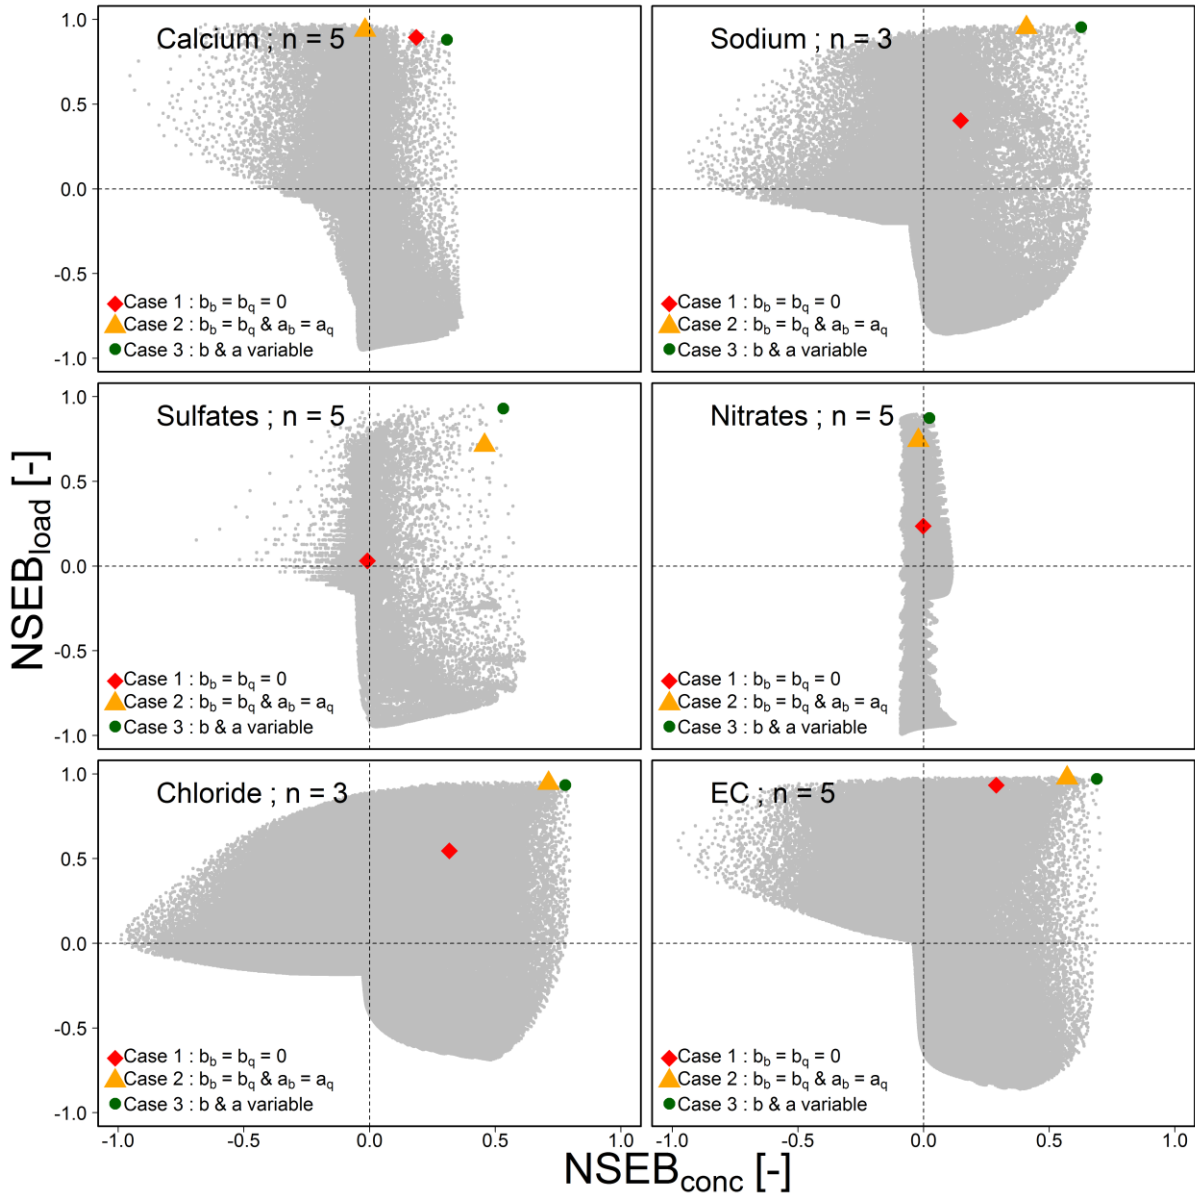 NSEB_load [-]
1.0
0.5
0.0
-0.5
-1.0
Calcium ; n = 5
Case 1 : b_b = b_q = 0
Case 2 : b_b = b_q & a_b = a_q
Case 3 : b & a variable
Sodium ; n = 3
Case 1 : b_b = b_q = 0
Case 2 : b_b = b_q & a_b = a_q
Case 3 : b & a variable
1.0
0.5
0.0
-0.5
-1.0
Sulfates ; n = 5
Case 1 : b_b = b_q = 0
Case 2 : b_b = b_q & a_b = a_q
Case 3 : b & a variable
Nitrates ; n = 5
Case 1 : b_b = b_q = 0
Case 2 : b_b = b_q & a_b = a_q
Case 3 : b & a variable
1.0
0.5
0.0
-0.5
-1.0
Chloride ; n = 3
Case 1 : b_b = b_q = 0
Case 2 : b_b = b_q & a_b = a_q
Case 3 : b & a variable
EC ; n = 5
Case 1 : b_b = b_q = 0
Case 2 : b_b = b_q & a_b = a_q
Case 3 : b & a variable
-1.0 -0.5 0.0 0.5 1.0
-1.0 -0.5 0.0 0.5 1.0
NSEB_conc [-]